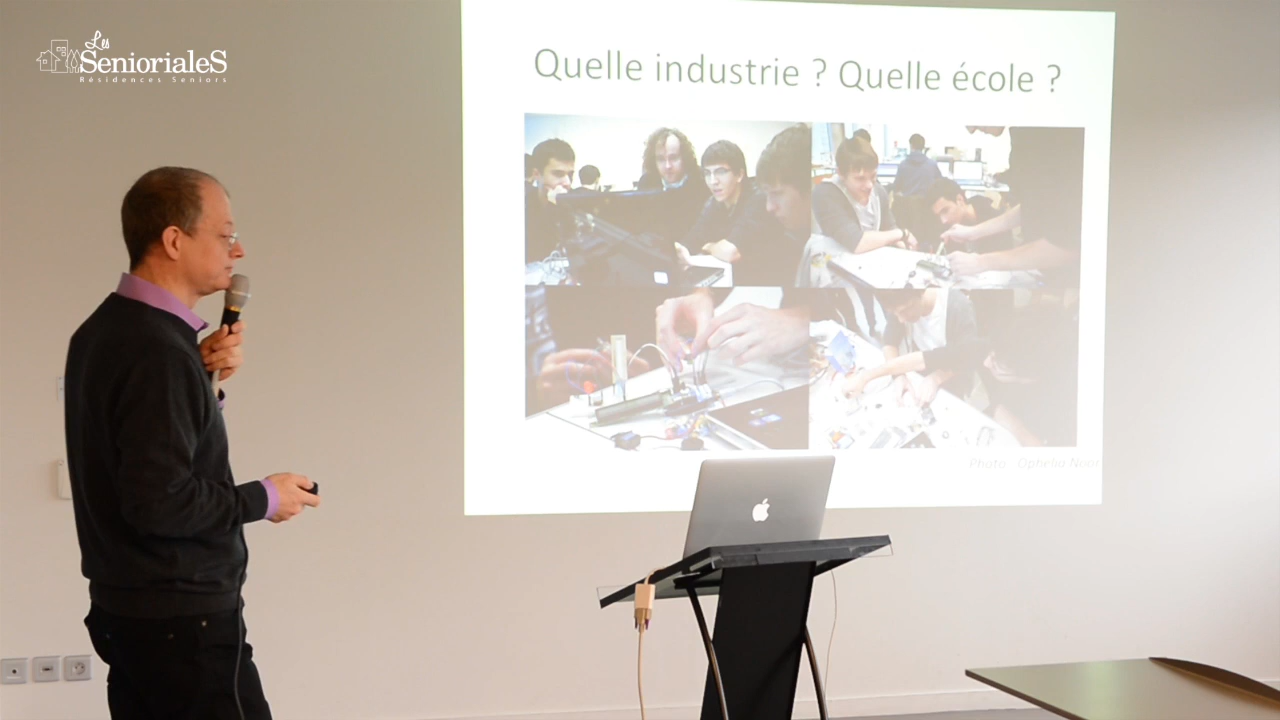 Les
SeniorialeS
Résidences Seniors
Quelle industrie ? Quelle école ?
Photo : Ophelia Noor